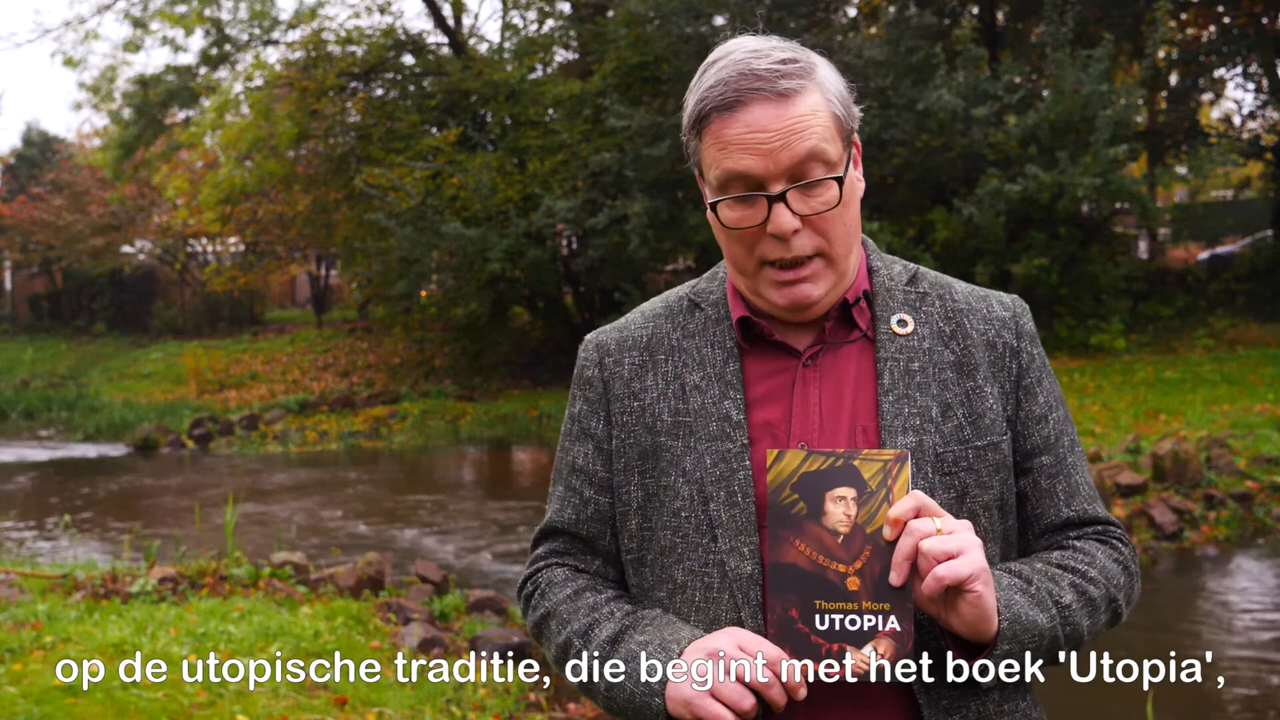 Thomas More
UTOPIA
op de utopische traditie, die begint met het boek 'Utopia',